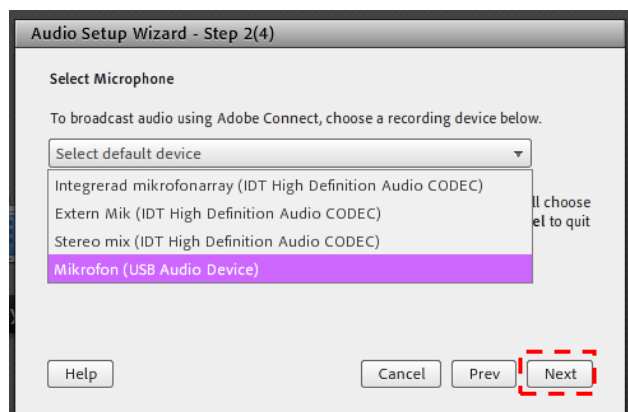 Audio Setup Wizard - Step 2(4)
Select Microphone
To broadcast audio using Adobe Connect, choose a recording device below.
Select default device
Integrerad mikrofonarray (IDT High Definition Audio CODEC)
ll choose
Extern Mik (IDT High Definition Audio CODEC)
el to quit
Stereo mix (IDT High Definition Audio CODEC)
Mikrofon (USB Audio Device)
Help Cancel Prev Next